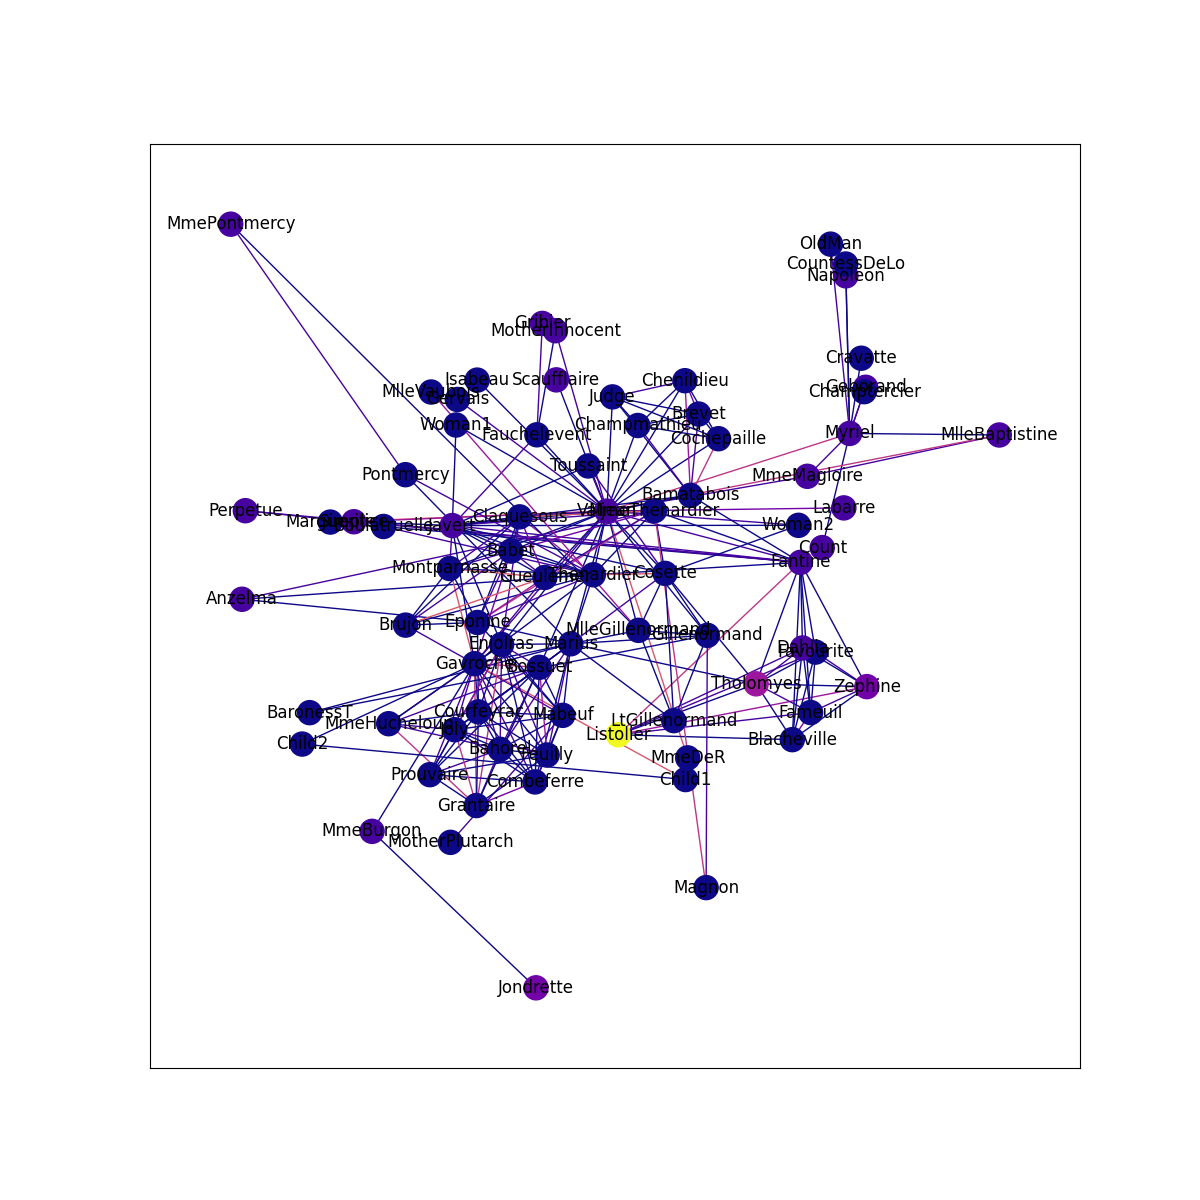 MmePontmercy
OldMan
CountessDeLo
Napoleon
Gribier
MotherInnocent
Cravatte
Isabeau
Scaufflaire
Chenildieu
Geborand
Champtercier
MlleVaubois
Gervais
Judge
Brevet
Woman1
Champmathieu
Fauchelevent
Cochepaille
Myriel
MlleBaptistine
Toussaint
Pontmercy
MmeMagloire
Bamatabois
Perpetue
Labarre
Claquesous
Valjean
MmeThenardier
Marguerite
Simplice
Boulatruelle
Javert
Woman2
Babet
Count
Fantine
Montparnasse
Gueulemer
Thenardier
Cosette
Anzelma
Brujon
Eponine
MlleGillenormand
Gillenormand
Enjolras
Marius
Dahlia
Favourite
Gavroche
Bossuet
Tholomyes
Zephine
BaronessT
Courfeyrac
Mabeuf
Fameuil
MmeHucheloup
LtGillenormand
Joly
Listolier
Child2
Blacheville
Bahorel
Feuilly
MmeDeR
Prouvaire
Combeferre
Child1
Grantaire
MmeBurgon
MotherPlutarch
Magnon
Jondrette